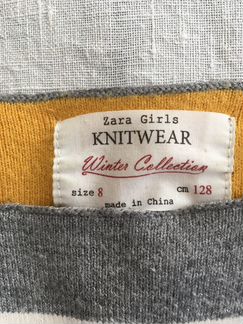 Zara Girls
KNITWEAR
Winter Collection
size 8 cm 128
made in China